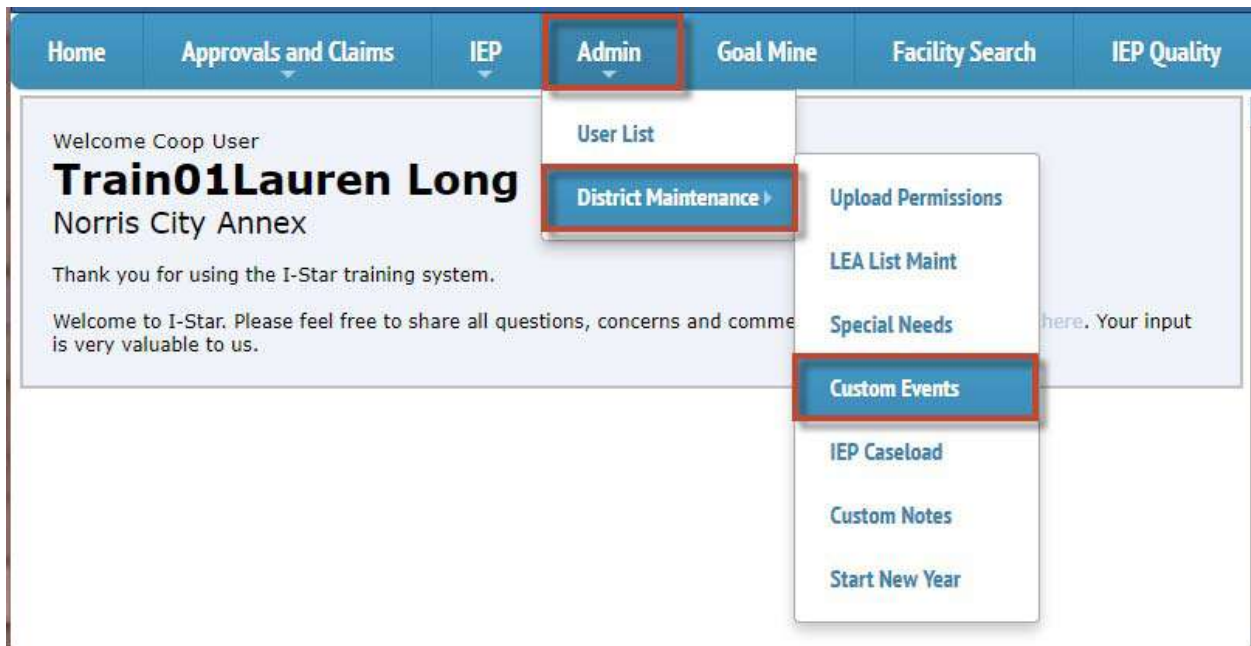 Home Approvals and Claims IEP Admin Goal Mine Facility Search IEP Quality
Welcome Coop User
Train01Lauren Long
Norris City Annex
Thank you for using the I-Star training system.
Welcome to I-Star. Please feel free to share all questions, concerns and comme here. Your input
is very valuable to us.
User List
District Maintenance
Upload Permissions
LEA List Maint
Special Needs
Custom Events
IEP Caseload
Custom Notes
Start New Year